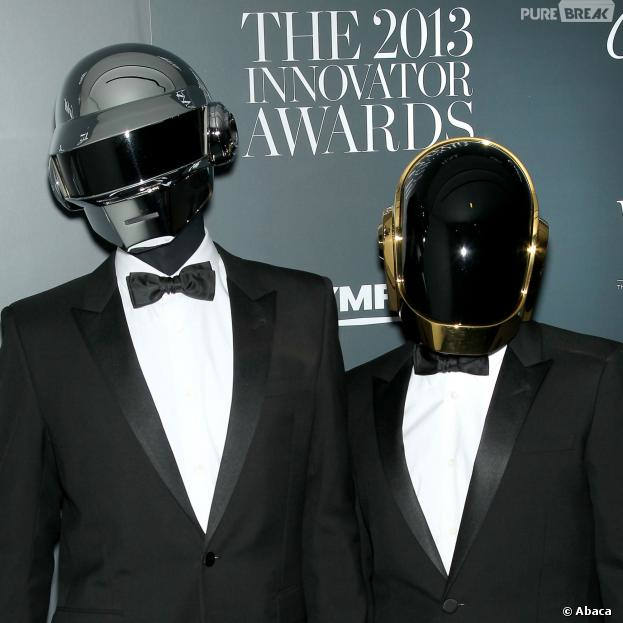 PUREBREAK
THE 2013
INNOVATOR
AWARDS
© Abaca